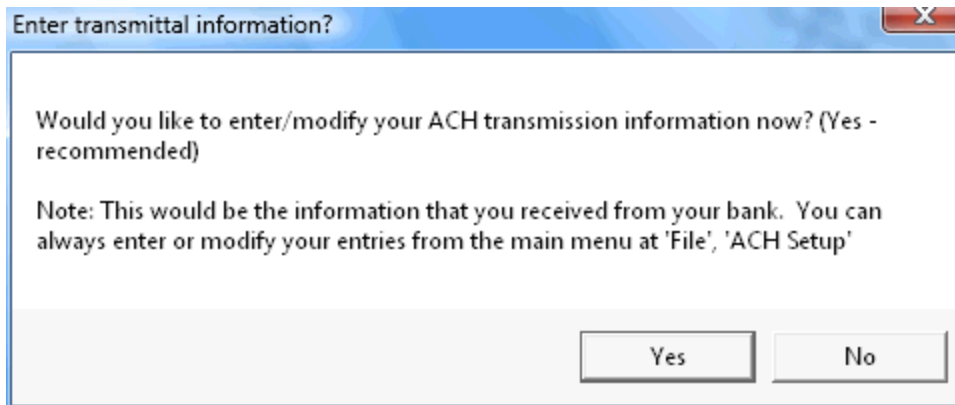 Enter transmittal information?
Would you like to enter/modify your ACH transmission information now? (Yes -
recommended)
Note: This would be the information that you received from your bank.  You can
always enter or modify your entries from the main menu at 'File', 'ACH Setup'
Yes
No